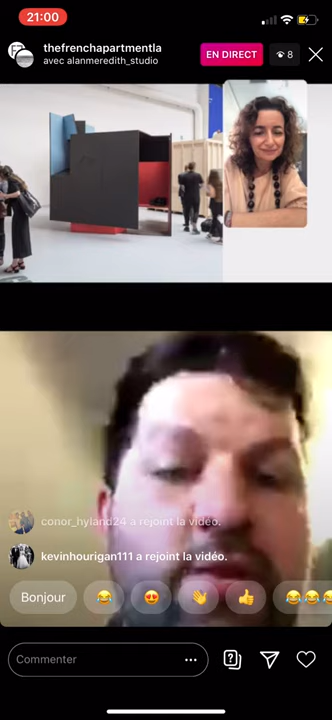 21:00
thefrenchapartmentla
avec alanmeredith_studio
EN DIRECT
8
conor_hyland24 a rejoint la vidéo.
kevinhourigan111 a rejoint la vidéo.
Bonjour
Commenter